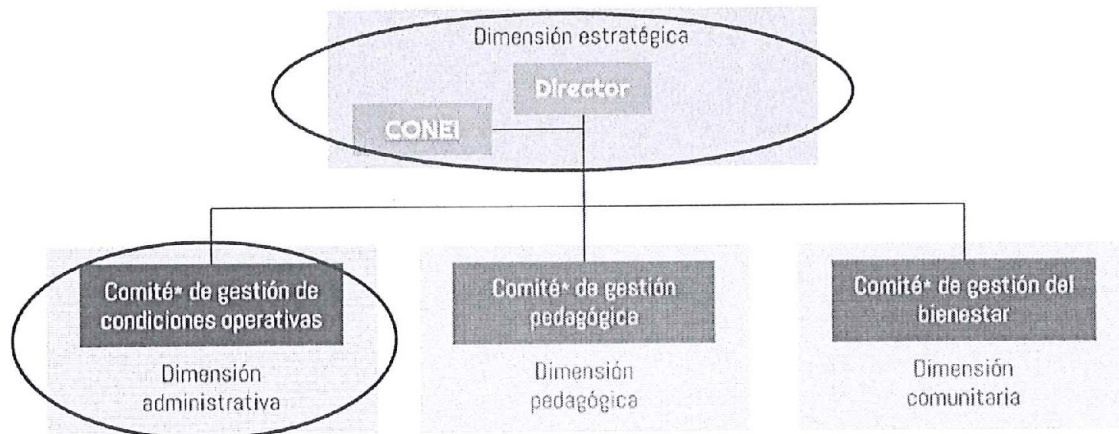 Dimensión estratégica
Director
CONEI
Comité* de gestión de
condiciones operativas
Dimensión
administrativa
Comité* de gestión
pedagógica
Dimensión
pedagógica
Comité* de gestión del
bienestar
Dimensión
comunitaria